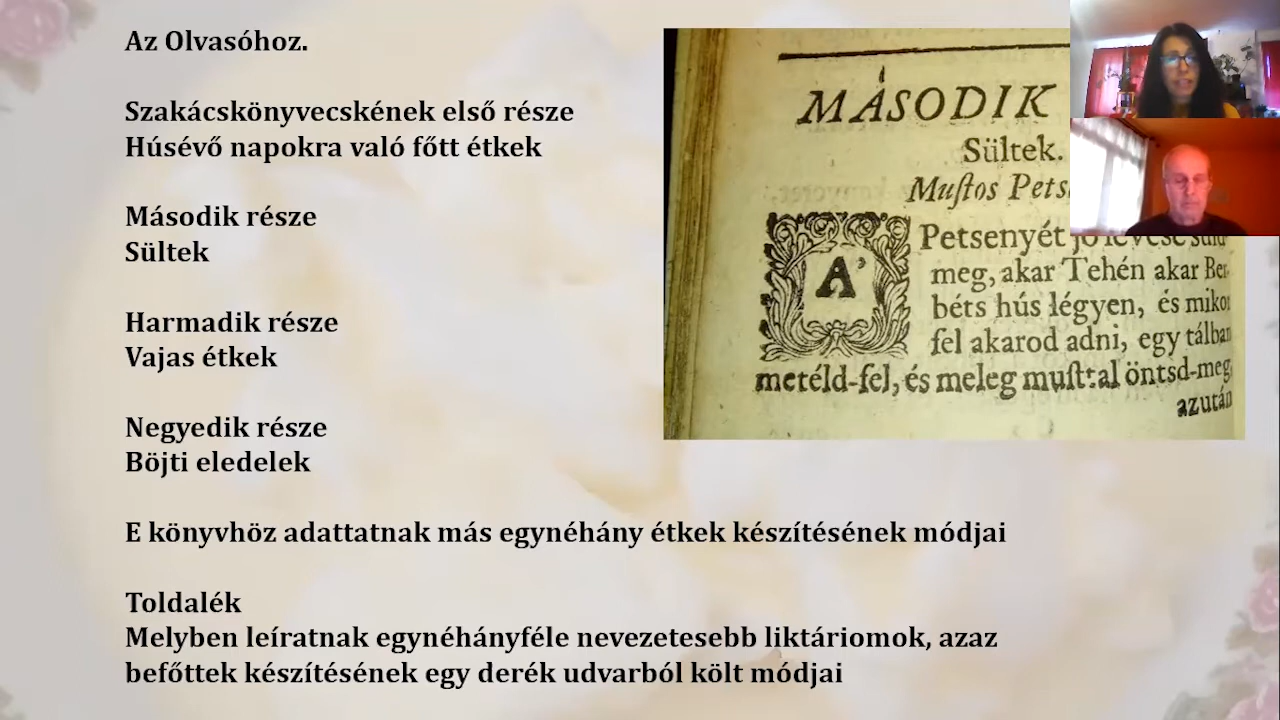 Az Olvasóhoz.
Szakácskönyvecskének első része
Húsévő napokra való főtt étkek
Második része
Sültek
Harmadik része
Vajas étkek
Negyedik része
Böjti eledelek
E könyvhöz adattatnak más egynéhány étkek készítésének módjai
Toldalék
Melyben leíratnak egynéhányféle nevezetesebb liktáriomok, azaz
befőttek készítésének egy derék udvarból költ módjai
MÁSODIK
Sültek.
Muſtos Pets
A'
Petsenyét jó
meg, akar Tehén akar Ber-
béts hús légyen, és mikor
fel akarod adni, egy tálban
metéld-fel, és meleg muſttal öntsd-meg,
azután